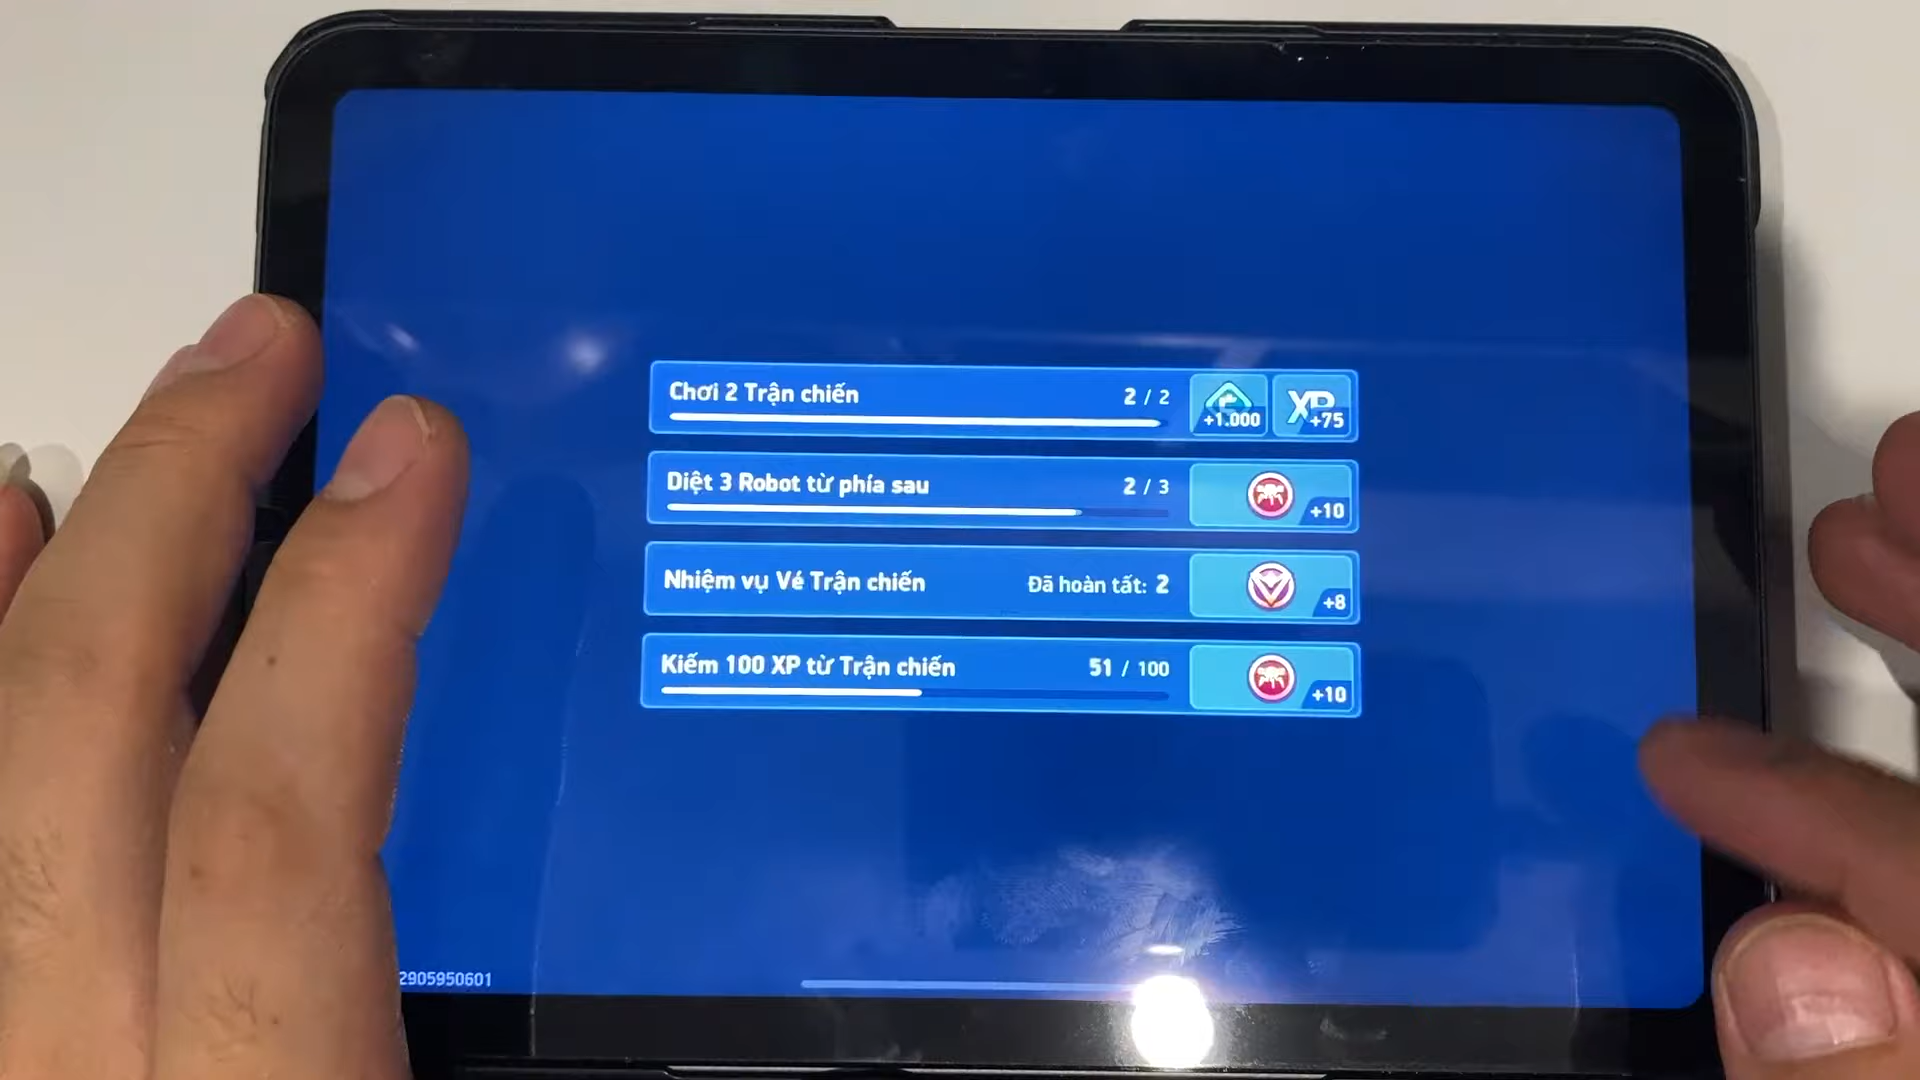 Chơi 2 Trận chiến 2 / 2 +1.000 XP +75
Diệt 3 Robot từ phía sau 2 / 3 +10
Nhiệm vụ Vé Trận chiến Đã hoàn tất: 2 +8
Kiếm 100 XP từ Trận chiến 51 / 100 +10
2905950601